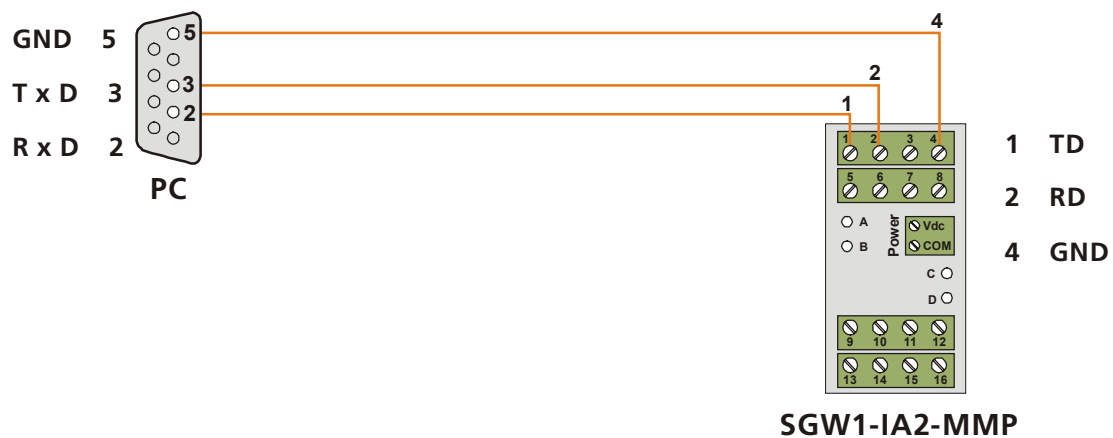 GND 5
T x D 3
R x D 2
5
3
2
PC
4
2
1
1 2 3 4
5 6 7 8
A
B
Power
Vdc
COM
C
D
9 10 11 12
13 14 15 16
SGW1-IA2-MMP
1 TD
2 RD
4 GND